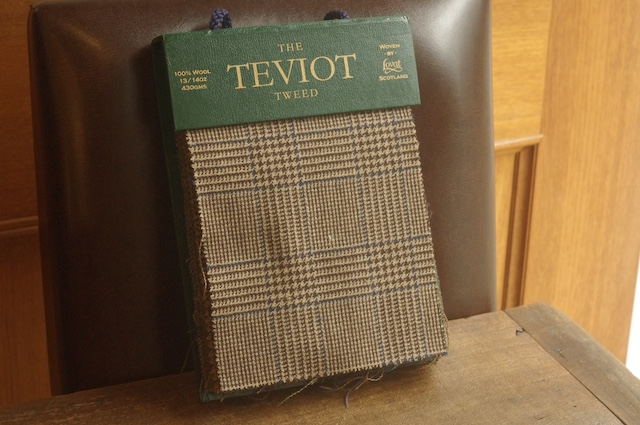 THE
TEVIOT
TWEED
100% WOOL
13/14OZ
430GMS
WOVEN
-BY-
Lovat
SCOTLAND